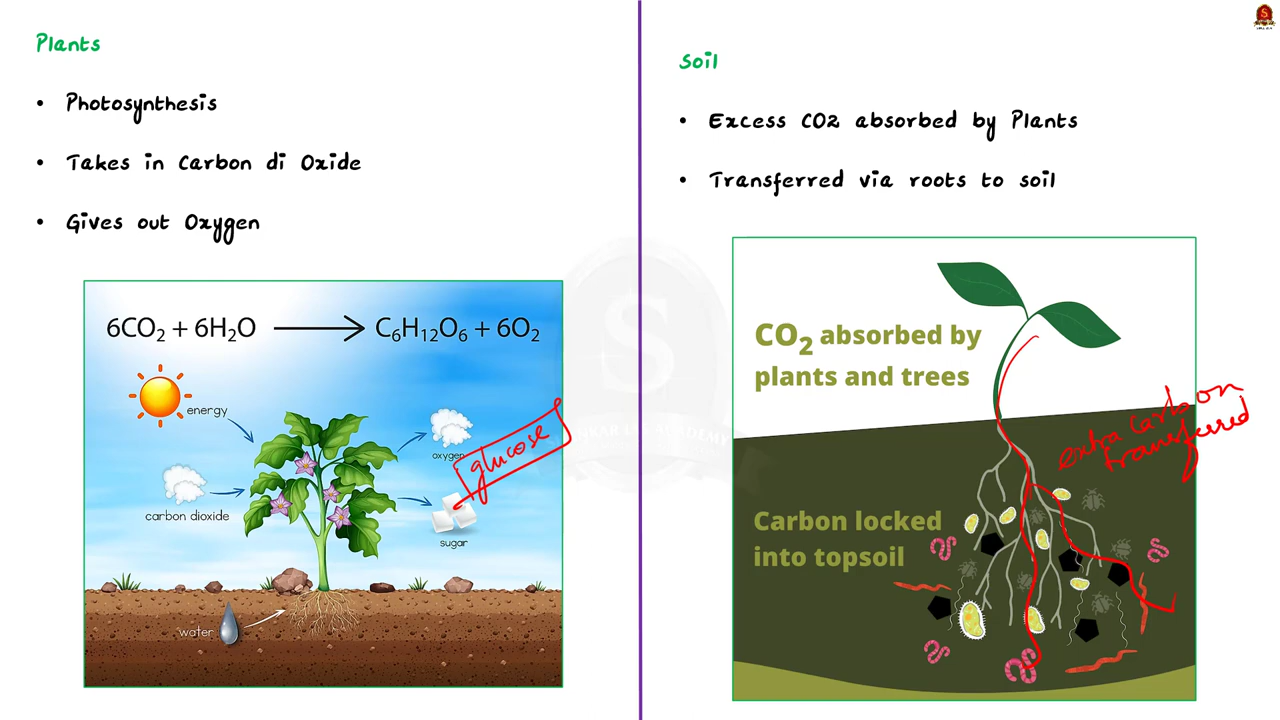 Plants
• Photosynthesis
• Takes in Carbon di Oxide
• Gives out Oxygen
6CO₂ + 6H₂O ⟶ C₆H₁₂O₆ + 6O₂
energy
oxygen
glucose
carbon dioxide
sugar
water
Soil
• Excess CO2 absorbed by Plants
• Transferred via roots to soil
CO₂ absorbed by
plants and trees
extra carbon
transferred
Carbon locked
into topsoil